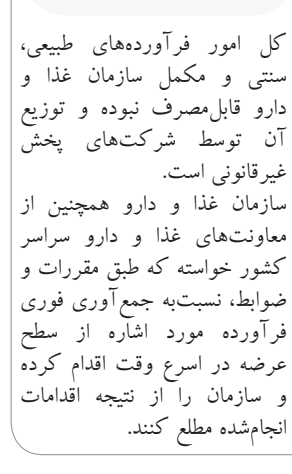 کل امور فرآورده‌های طبیعی،
سنتی و مکمل سازمان غذا و
دارو قابل‌مصرف نبوده و توزیع
آن توسط شرکت‌های پخش
غیرقانونی است.
سازمان غذا و دارو همچنین از
معاونت‌های غذا و دارو سراسر
کشور خواسته که طبق مقررات و
ضوابط، نسبت‌به جمع‌آوری فوری
فرآورده مورد اشاره از سطح
عرضه در اسرع وقت اقدام کرده
و سازمان را از نتیجه اقدامات
انجام‌شده مطلع کنند.